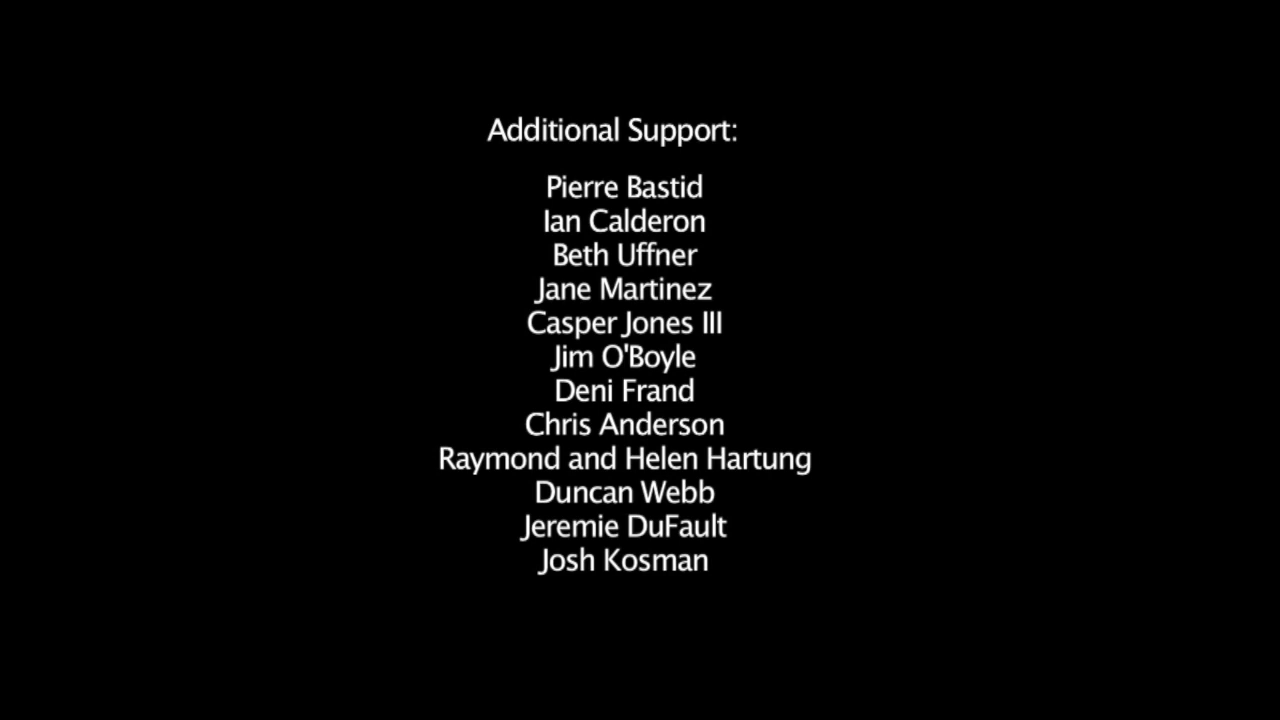 Additional Support:
Pierre Bastid
Ian Calderon
Beth Uffner
Jane Martinez
Casper Jones III
Jim O'Boyle
Deni Frand
Chris Anderson
Raymond and Helen Hartung
Duncan Webb
Jeremie DuFault
Josh Kosman